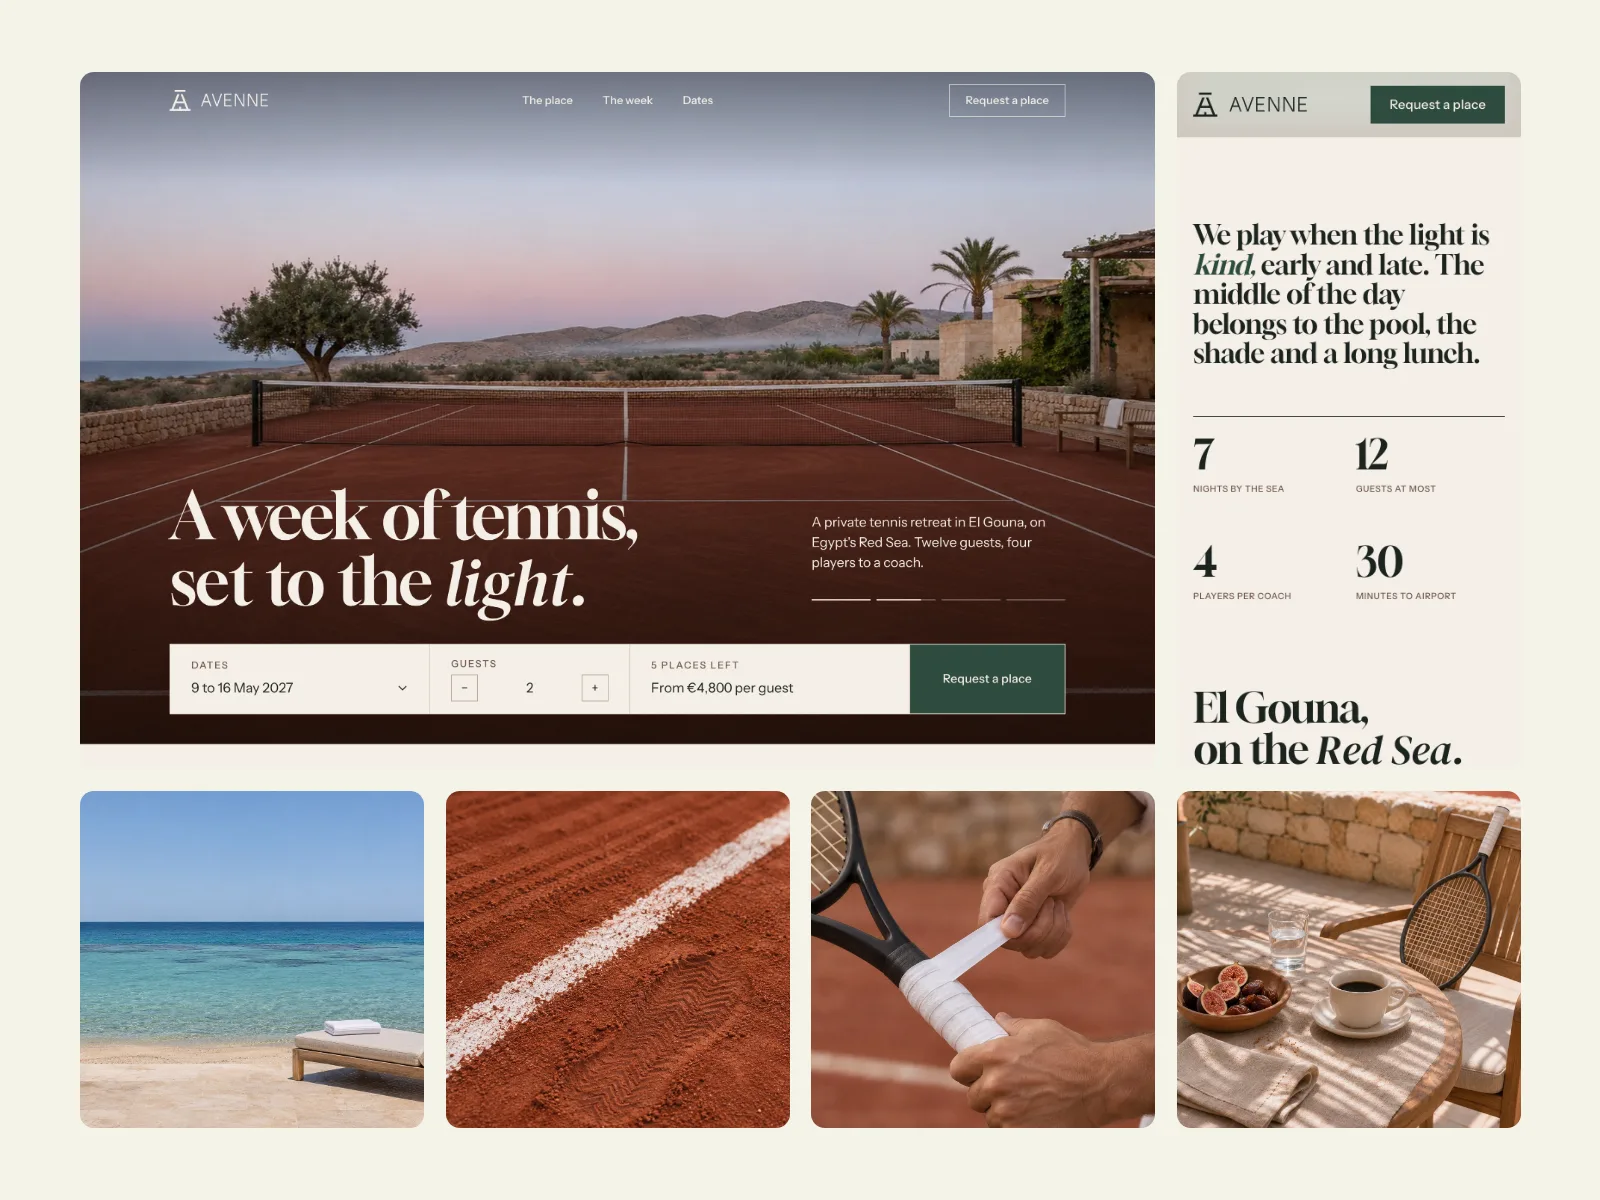 AVENNE
The place
The week
Dates
Request a place
A week of tennis,
set to the light.
A private tennis retreat in El Gouna, on
Egypt's Red Sea. Twelve guests, four
players to a coach.
DATES
9 to 16 May 2027
GUESTS
−
2
+
5 PLACES LEFT
From €4,800 per guest
Request a place
AVENNE
Request a place
We play when the light is
kind, early and late. The
middle of the day
belongs to the pool, the
shade and a long lunch.
7
NIGHTS BY THE SEA
12
GUESTS AT MOST
4
PLAYERS PER COACH
30
MINUTES TO AIRPORT
El Gouna,
on the Red Sea.